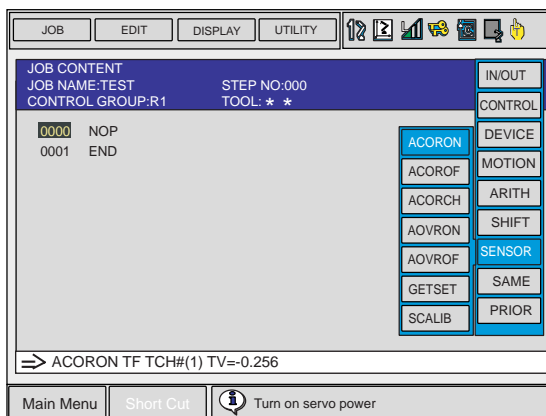 JOB EDIT DISPLAY UTILITY
JOB CONTENT
JOB NAME:TEST STEP NO:000
CONTROL GROUP:R1 TOOL: * *
0000 NOP
0001 END
ACORON
ACOROF
ACORCH
AOVRON
AOVROF
GETSET
SCALIB
IN/OUT
CONTROL
DEVICE
MOTION
ARITH
SHIFT
SENSOR
SAME
PRIOR
=> ACORON TF TCH#(1) TV=-0.256
Main Menu Short Cut Turn on servo power